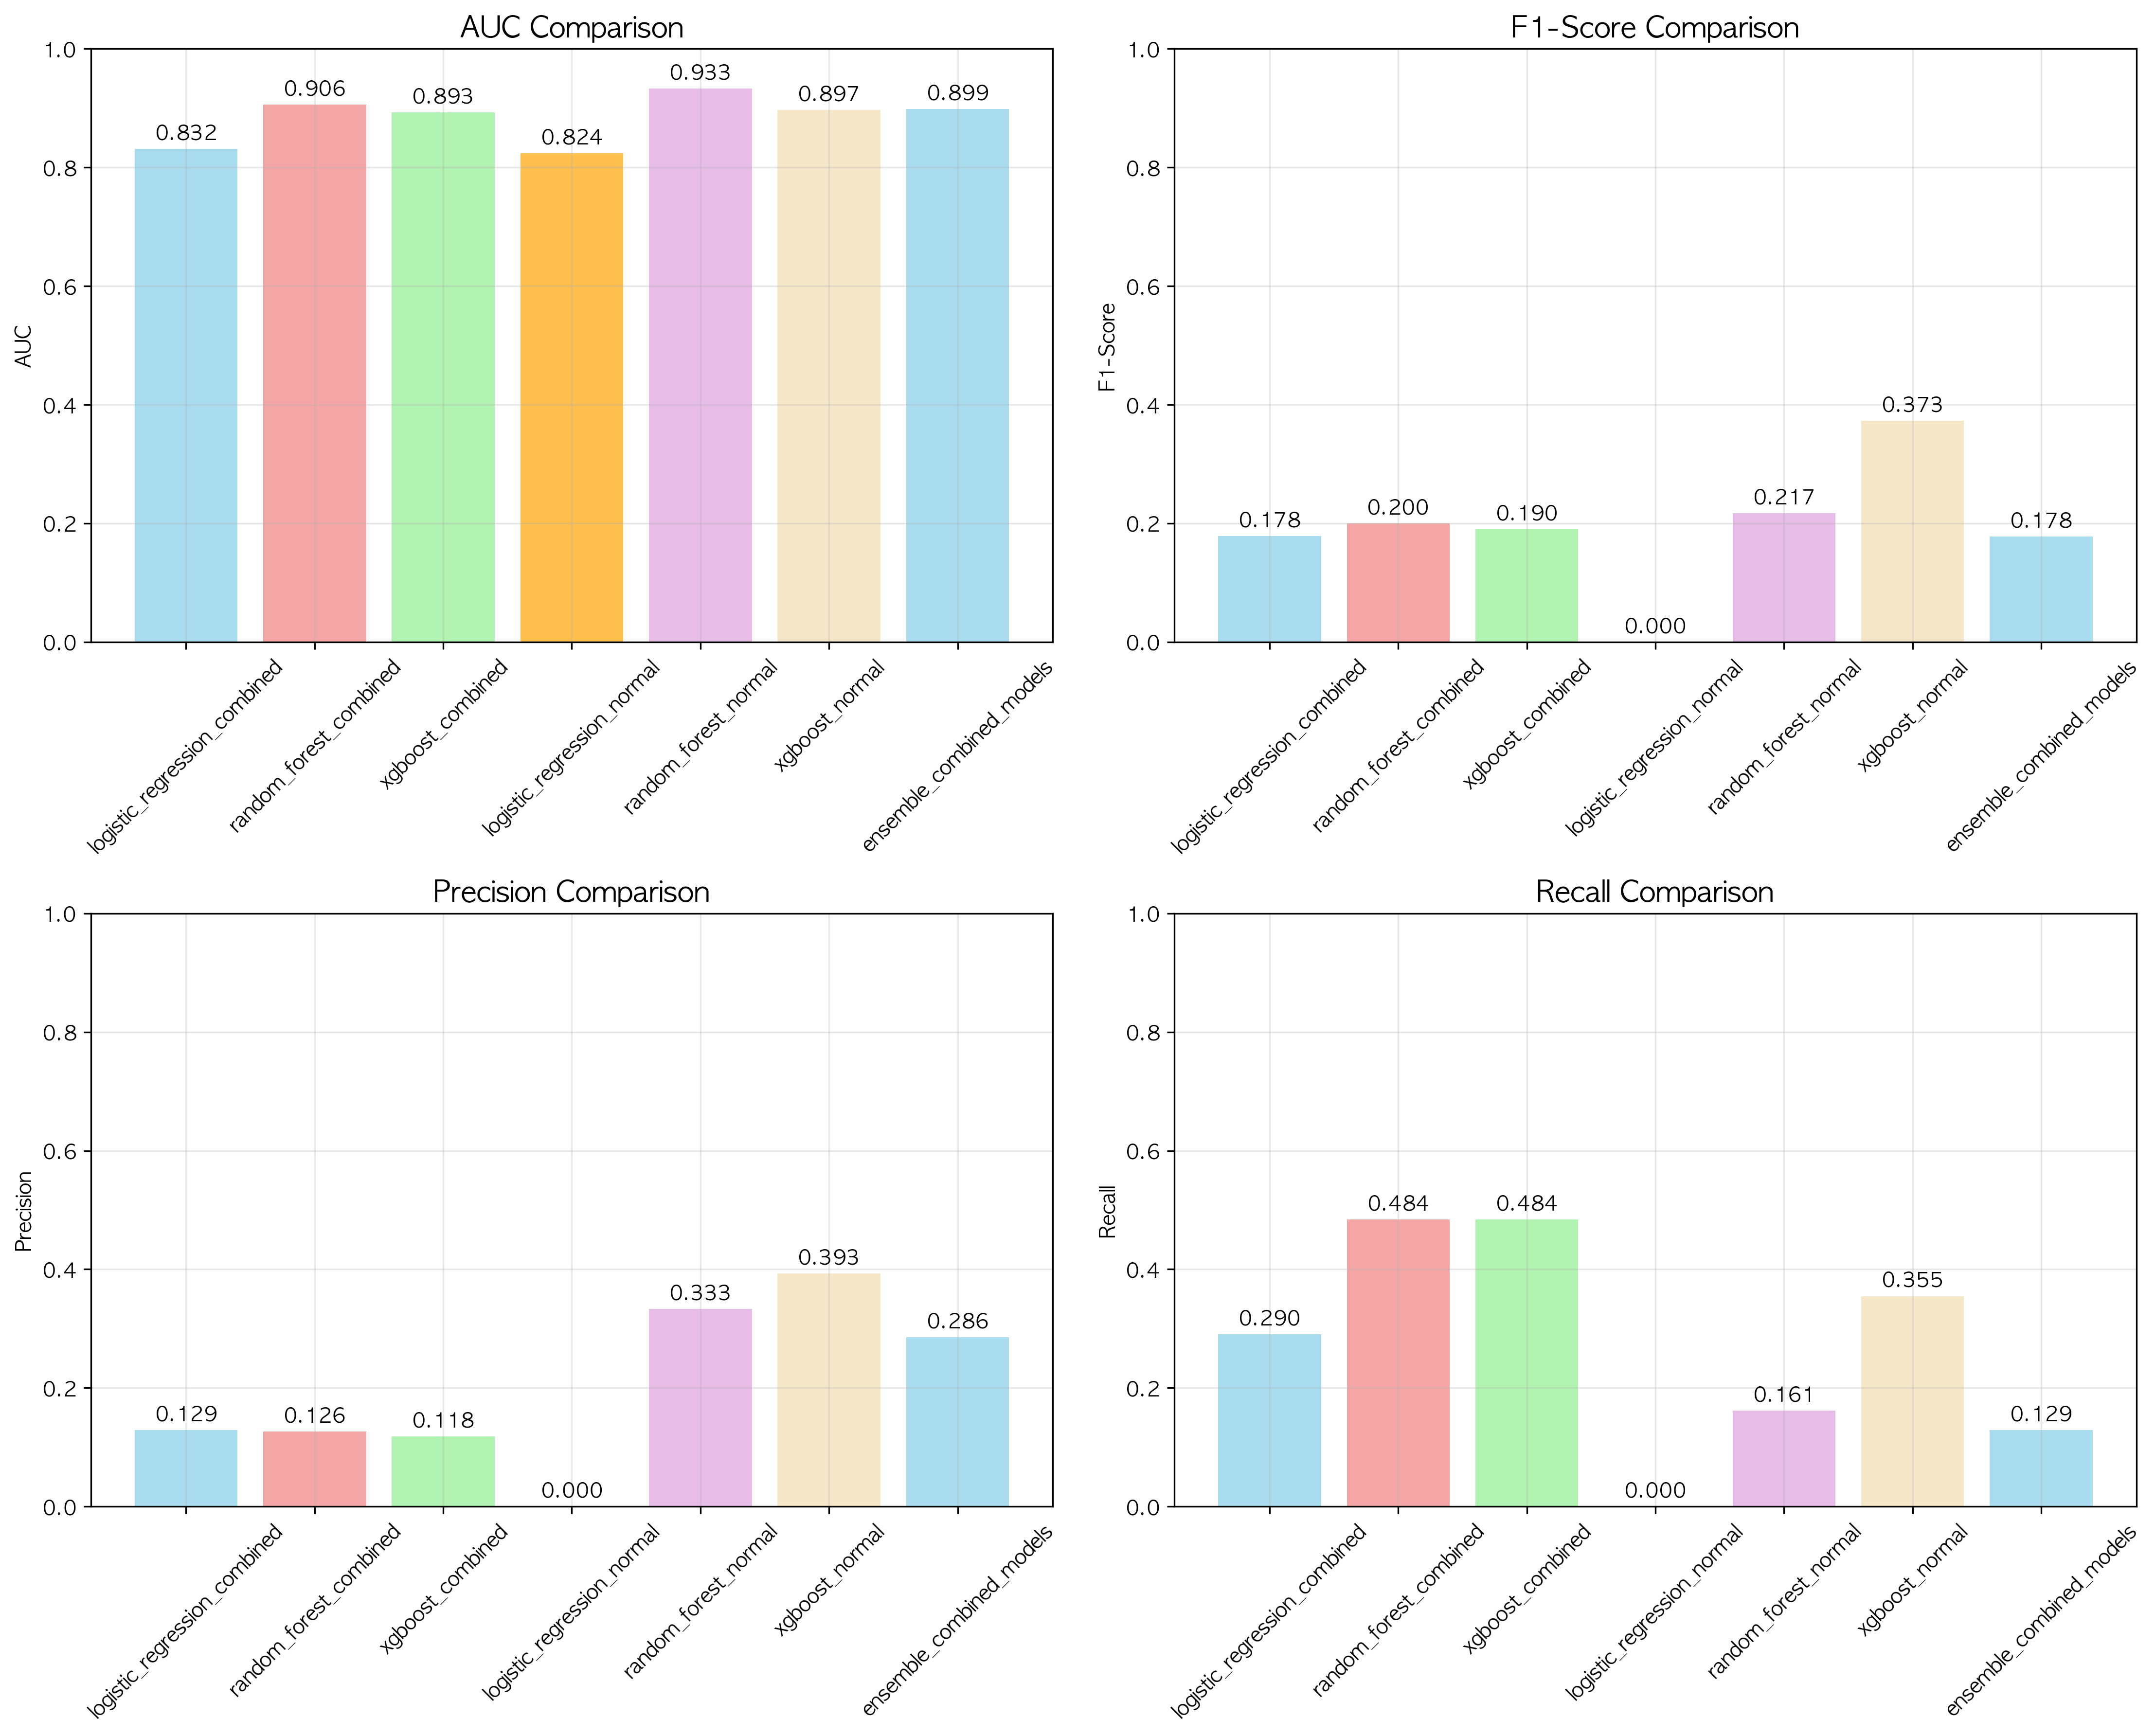 AUC Comparison
1.0
0.8
0.6
0.4
0.2
0.0
AUC
0.832
0.906
0.893
0.824
0.933
0.897
0.899
logistic_regression_combined
random_forest_combined
xgboost_combined
logistic_regression_normal
random_forest_normal
xgboost_normal
ensemble_combined_models
F1-Score Comparison
1.0
0.8
0.6
0.4
0.2
0.0
F1-Score
0.178
0.200
0.190
0.000
0.217
0.373
0.178
logistic_regression_combined
random_forest_combined
xgboost_combined
logistic_regression_normal
random_forest_normal
xgboost_normal
ensemble_combined_models
Precision Comparison
1.0
0.8
0.6
0.4
0.2
0.0
Precision
0.129
0.126
0.118
0.000
0.333
0.393
0.286
logistic_regression_combined
random_forest_combined
xgboost_combined
logistic_regression_normal
random_forest_normal
xgboost_normal
ensemble_combined_models
Recall Comparison
1.0
0.8
0.6
0.4
0.2
0.0
Recall
0.290
0.484
0.484
0.000
0.161
0.355
0.129
logistic_regression_combined
random_forest_combined
xgboost_combined
logistic_regression_normal
random_forest_normal
xgboost_normal
ensemble_combined_models